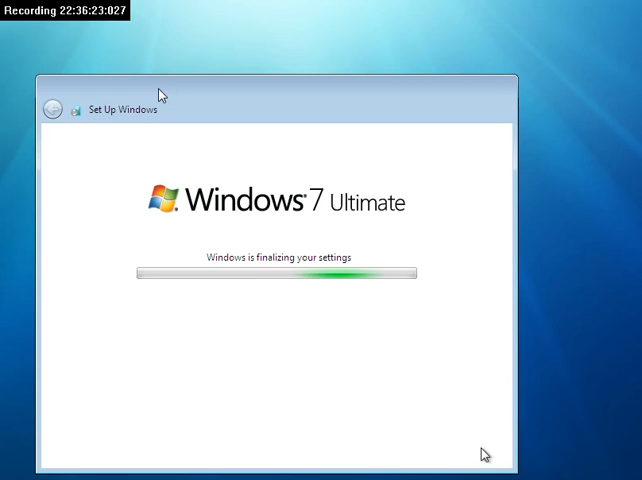 Recording 22:36:23:027
Set Up Windows
Windows 7 Ultimate
Windows is finalizing your settings